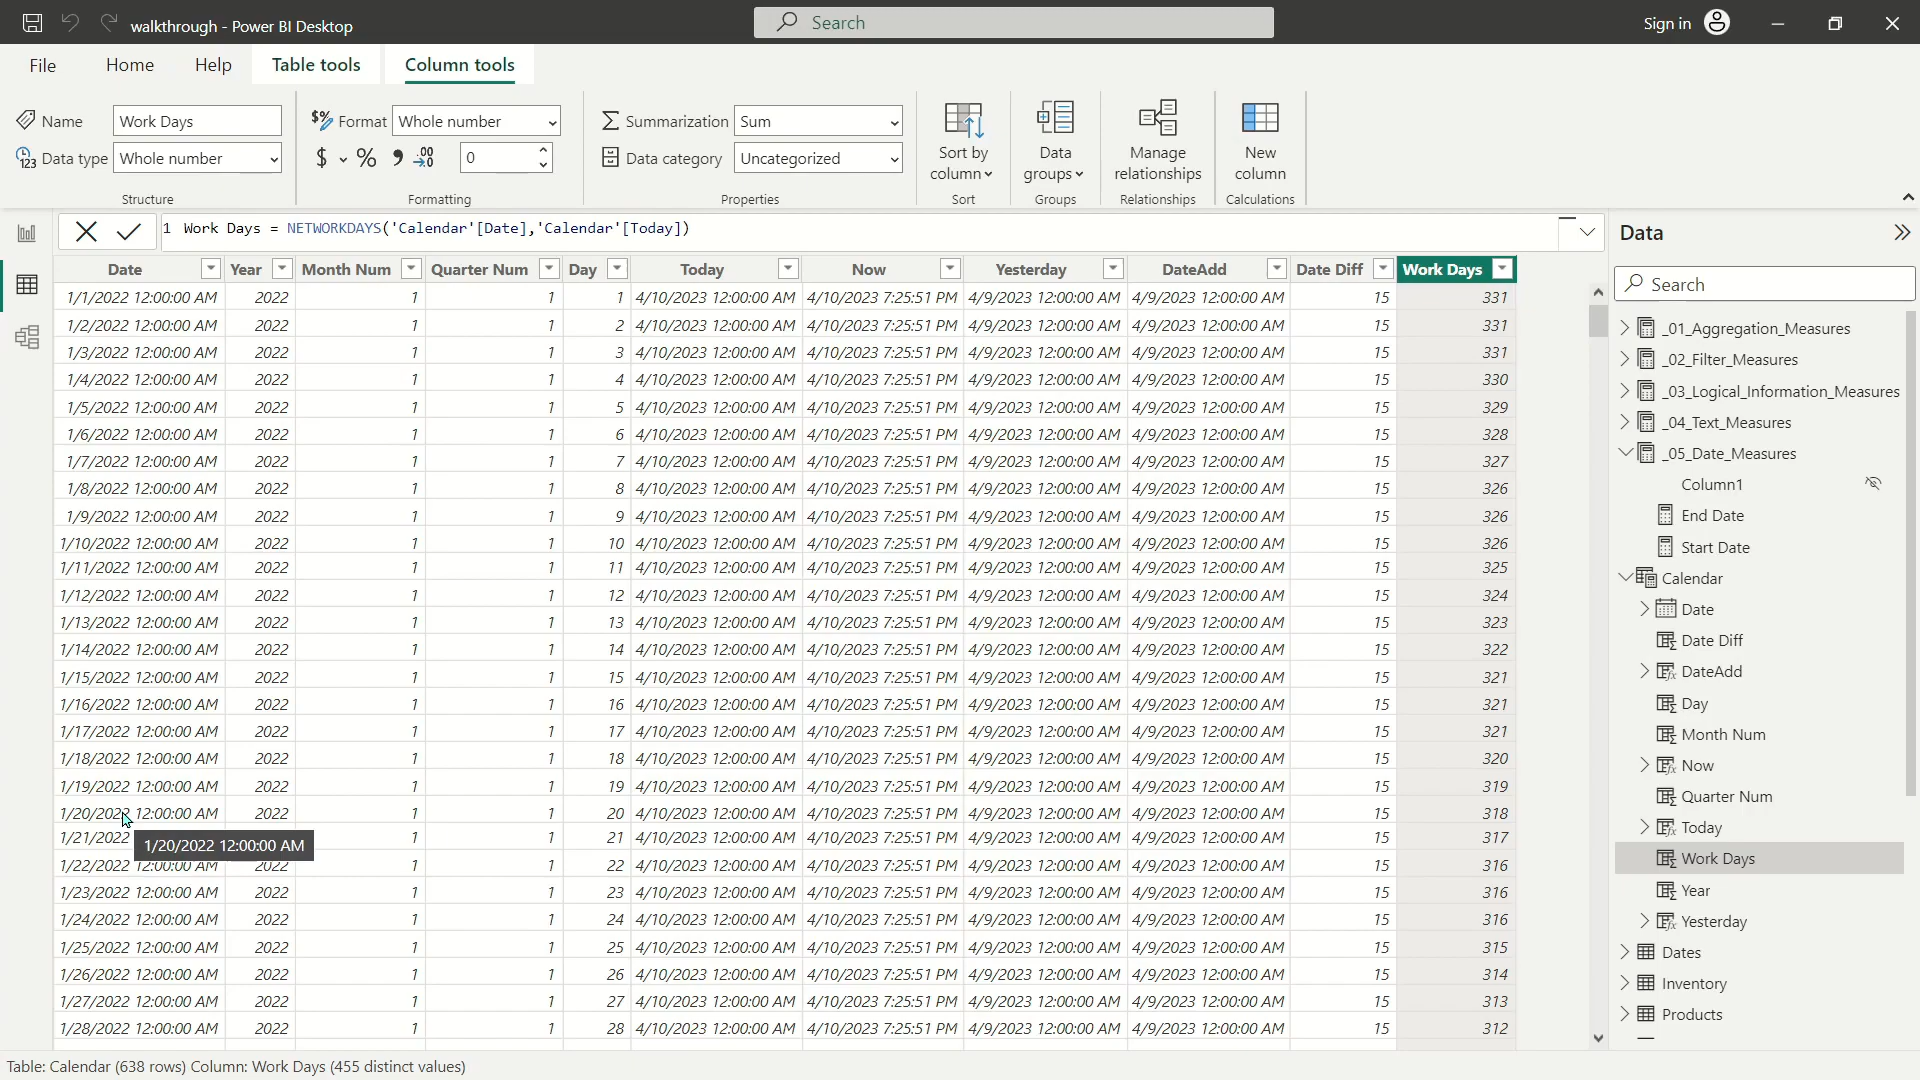 walkthrough - Power BI Desktop
Search
Sign in
File Home Help Table tools Column tools
Name Work Days
$% Format Whole number
Summarization Sum
123 Data type Whole number
$ % , .00 0
Data category Uncategorized
Sort by column
Data groups
Manage relationships
New column
Structure Formatting Properties Sort Groups Relationships Calculations
1 Work Days = NETWORKDAYS('Calendar'[Date],'Calendar'[Today])
Date Year Month Num Quarter Num Day Today Now Yesterday DateAdd Date Diff Work Days
1/1/2022 12:00:00 AM 2022 1 1 1 4/10/2023 12:00:00 AM 4/10/2023 7:25:51 PM 4/9/2023 12:00:00 AM 4/9/2023 12:00:00 AM 15 331
1/2/2022 12:00:00 AM 2022 1 1 2 4/10/2023 12:00:00 AM 4/10/2023 7:25:51 PM 4/9/2023 12:00:00 AM 4/9/2023 12:00:00 AM 15 331
1/3/2022 12:00:00 AM 2022 1 1 3 4/10/2023 12:00:00 AM 4/10/2023 7:25:51 PM 4/9/2023 12:00:00 AM 4/9/2023 12:00:00 AM 15 331
1/4/2022 12:00:00 AM 2022 1 1 4 4/10/2023 12:00:00 AM 4/10/2023 7:25:51 PM 4/9/2023 12:00:00 AM 4/9/2023 12:00:00 AM 15 330
1/5/2022 12:00:00 AM 2022 1 1 5 4/10/2023 12:00:00 AM 4/10/2023 7:25:51 PM 4/9/2023 12:00:00 AM 4/9/2023 12:00:00 AM 15 329
1/6/2022 12:00:00 AM 2022 1 1 6 4/10/2023 12:00:00 AM 4/10/2023 7:25:51 PM 4/9/2023 12:00:00 AM 4/9/2023 12:00:00 AM 15 328
1/7/2022 12:00:00 AM 2022 1 1 7 4/10/2023 12:00:00 AM 4/10/2023 7:25:51 PM 4/9/2023 12:00:00 AM 4/9/2023 12:00:00 AM 15 327
1/8/2022 12:00:00 AM 2022 1 1 8 4/10/2023 12:00:00 AM 4/10/2023 7:25:51 PM 4/9/2023 12:00:00 AM 4/9/2023 12:00:00 AM 15 326
1/9/2022 12:00:00 AM 2022 1 1 9 4/10/2023 12:00:00 AM 4/10/2023 7:25:51 PM 4/9/2023 12:00:00 AM 4/9/2023 12:00:00 AM 15 326
1/10/2022 12:00:00 AM 2022 1 1 10 4/10/2023 12:00:00 AM 4/10/2023 7:25:51 PM 4/9/2023 12:00:00 AM 4/9/2023 12:00:00 AM 15 326
1/11/2022 12:00:00 AM 2022 1 1 11 4/10/2023 12:00:00 AM 4/10/2023 7:25:51 PM 4/9/2023 12:00:00 AM 4/9/2023 12:00:00 AM 15 325
1/12/2022 12:00:00 AM 2022 1 1 12 4/10/2023 12:00:00 AM 4/10/2023 7:25:51 PM 4/9/2023 12:00:00 AM 4/9/2023 12:00:00 AM 15 324
1/13/2022 12:00:00 AM 2022 1 1 13 4/10/2023 12:00:00 AM 4/10/2023 7:25:51 PM 4/9/2023 12:00:00 AM 4/9/2023 12:00:00 AM 15 323
1/14/2022 12:00:00 AM 2022 1 1 14 4/10/2023 12:00:00 AM 4/10/2023 7:25:51 PM 4/9/2023 12:00:00 AM 4/9/2023 12:00:00 AM 15 322
1/15/2022 12:00:00 AM 2022 1 1 15 4/10/2023 12:00:00 AM 4/10/2023 7:25:51 PM 4/9/2023 12:00:00 AM 4/9/2023 12:00:00 AM 15 321
1/16/2022 12:00:00 AM 2022 1 1 16 4/10/2023 12:00:00 AM 4/10/2023 7:25:51 PM 4/9/2023 12:00:00 AM 4/9/2023 12:00:00 AM 15 321
1/17/2022 12:00:00 AM 2022 1 1 17 4/10/2023 12:00:00 AM 4/10/2023 7:25:51 PM 4/9/2023 12:00:00 AM 4/9/2023 12:00:00 AM 15 321
1/18/2022 12:00:00 AM 2022 1 1 18 4/10/2023 12:00:00 AM 4/10/2023 7:25:51 PM 4/9/2023 12:00:00 AM 4/9/2023 12:00:00 AM 15 320
1/19/2022 12:00:00 AM 2022 1 1 19 4/10/2023 12:00:00 AM 4/10/2023 7:25:51 PM 4/9/2023 12:00:00 AM 4/9/2023 12:00:00 AM 15 319
1/20/2022 12:00:00 AM 2022 1 1 20 4/10/2023 12:00:00 AM 4/10/2023 7:25:51 PM 4/9/2023 12:00:00 AM 4/9/2023 12:00:00 AM 15 318
1/21/2022 1 1 21 4/10/2023 12:00:00 AM 4/10/2023 7:25:51 PM 4/9/2023 12:00:00 AM 4/9/2023 12:00:00 AM 15 317
1/20/2022 12:00:00 AM
1/22/2022 12:00:00 AM 2022 1 1 22 4/10/2023 12:00:00 AM 4/10/2023 7:25:51 PM 4/9/2023 12:00:00 AM 4/9/2023 12:00:00 AM 15 316
1/23/2022 12:00:00 AM 2022 1 1 23 4/10/2023 12:00:00 AM 4/10/2023 7:25:51 PM 4/9/2023 12:00:00 AM 4/9/2023 12:00:00 AM 15 316
1/24/2022 12:00:00 AM 2022 1 1 24 4/10/2023 12:00:00 AM 4/10/2023 7:25:51 PM 4/9/2023 12:00:00 AM 4/9/2023 12:00:00 AM 15 316
1/25/2022 12:00:00 AM 2022 1 1 25 4/10/2023 12:00:00 AM 4/10/2023 7:25:51 PM 4/9/2023 12:00:00 AM 4/9/2023 12:00:00 AM 15 315
1/26/2022 12:00:00 AM 2022 1 1 26 4/10/2023 12:00:00 AM 4/10/2023 7:25:51 PM 4/9/2023 12:00:00 AM 4/9/2023 12:00:00 AM 15 314
1/27/2022 12:00:00 AM 2022 1 1 27 4/10/2023 12:00:00 AM 4/10/2023 7:25:51 PM 4/9/2023 12:00:00 AM 4/9/2023 12:00:00 AM 15 313
1/28/2022 12:00:00 AM 2022 1 1 28 4/10/2023 12:00:00 AM 4/10/2023 7:25:51 PM 4/9/2023 12:00:00 AM 4/9/2023 12:00:00 AM 15 312
Data
Search
_01_Aggregation_Measures
_02_Filter_Measures
_03_Logical_Information_Measures
_04_Text_Measures
_05_Date_Measures
Column1
End Date
Start Date
Calendar
Date
Date Diff
DateAdd
Day
Month Num
Now
Quarter Num
Today
Work Days
Year
Yesterday
Dates
Inventory
Products
Table: Calendar (638 rows) Column: Work Days (455 distinct values)